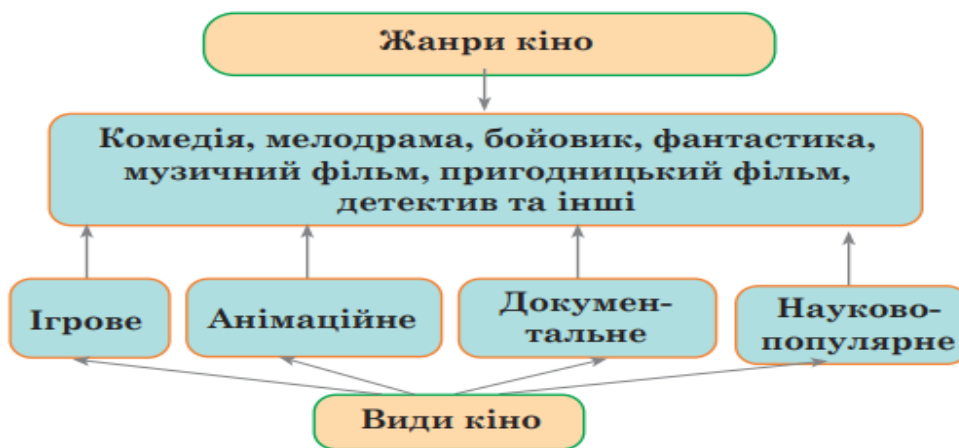 Жанри кіно
Комедія, мелодрама, бойовик, фантастика,
музичний фільм, пригодницький фільм,
детектив та інші
Ігрове
Анімаційне
Докумен-
тальне
Науково-
популярне
Види кіно